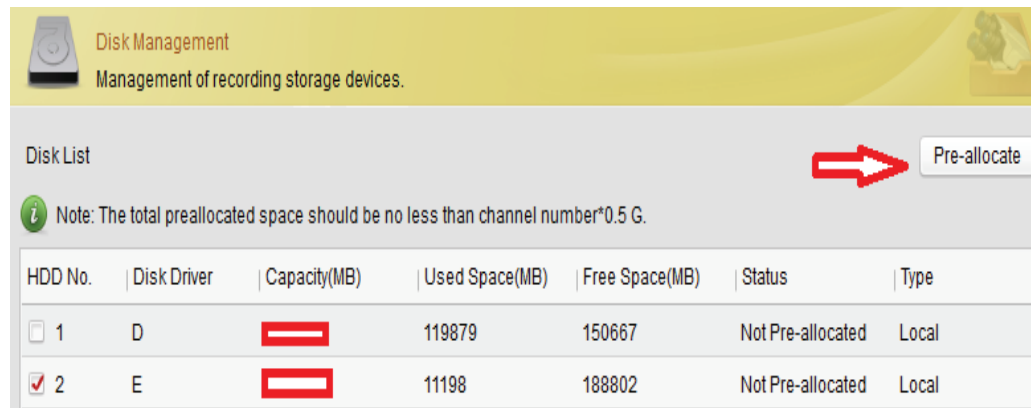 Disk Management
Management of recording storage devices.
Disk List
Pre-allocate
Note: The total preallocated space should be no less than channel number*0.5 G.
HDD No. Disk Driver Capacity(MB) Used Space(MB) Free Space(MB) Status Type
1 D 119879 150667 Not Pre-allocated Local
2 E 11198 188802 Not Pre-allocated Local